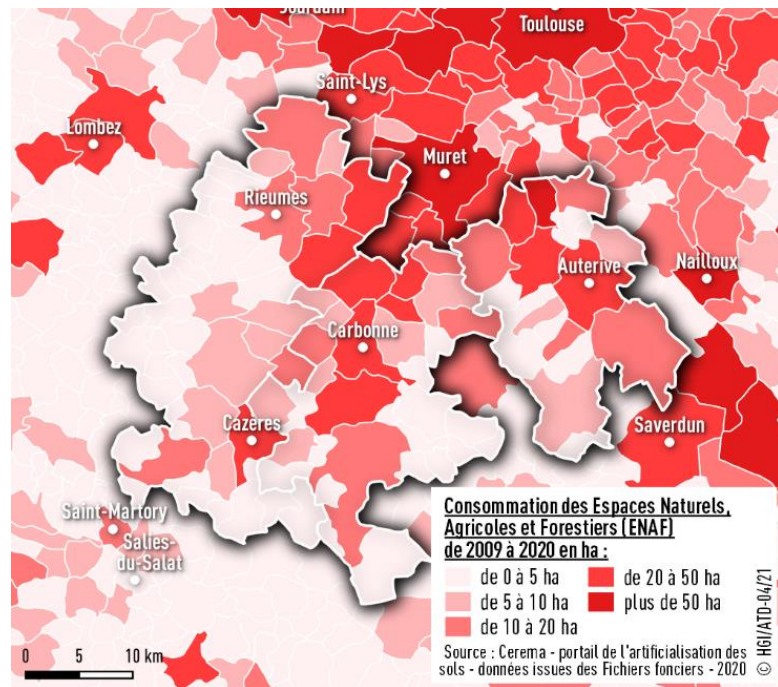 Jourdain
Toulouse
Saint-Lys
Lombez
Muret
Rieumes
Auterive
Nailloux
Carbonne
Cazères
Saverdun
Saint-Martory
Salies-
du-Salat
Consommation des Espaces Naturels,
Agricoles et Forestiers (ENAF)
de 2009 à 2020 en ha :
de 0 à 5 ha
de 20 à 50 ha
de 5 à 10 ha
plus de 50 ha
de 10 à 20 ha
Source : Cerema - portail de l'artificialisation des
sols - données issues des Fichiers fonciers - 2020
© HGI/ATD-04/21
0 5 10 km